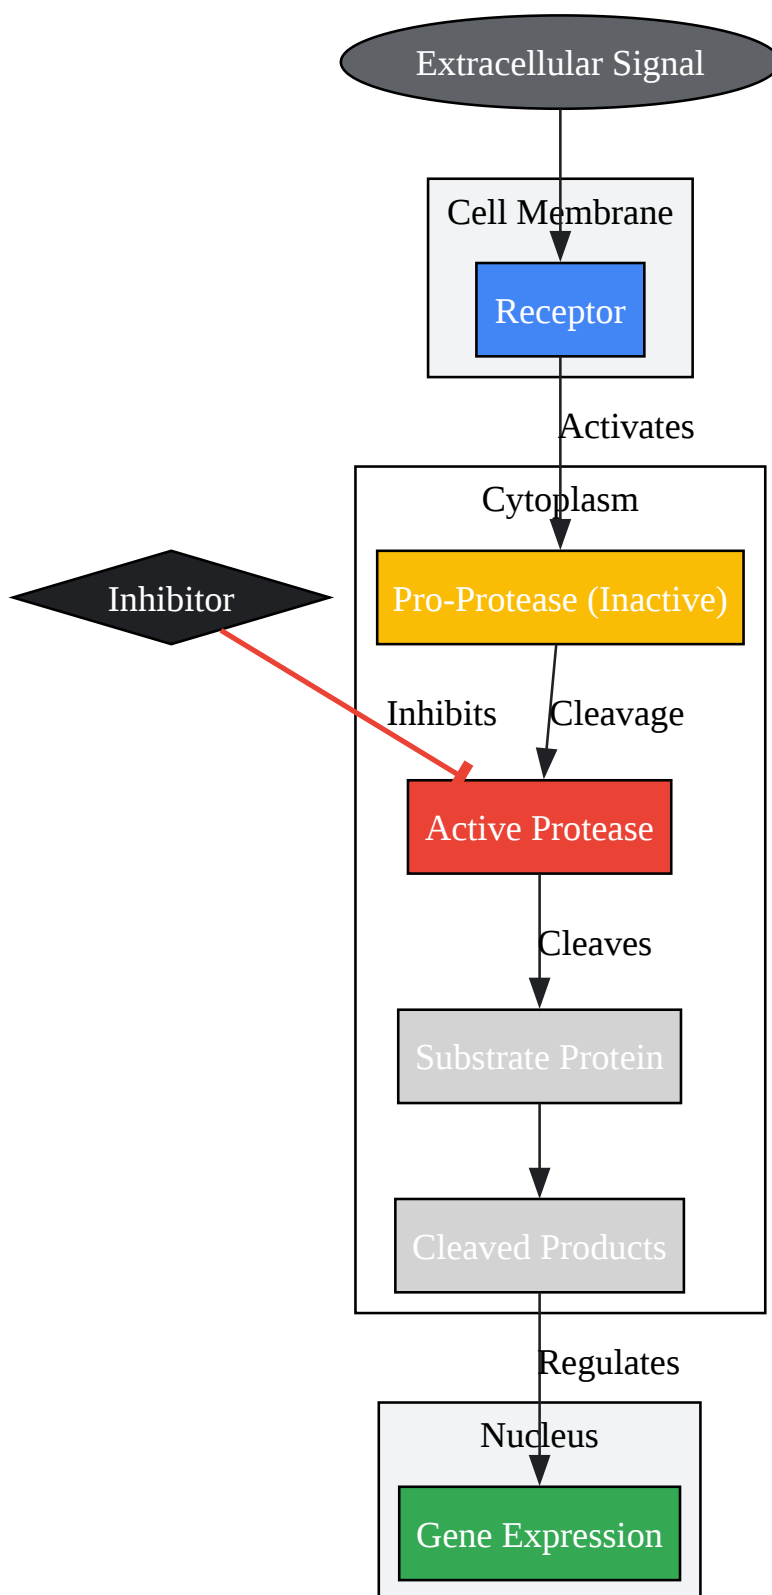 Extracellular Signal
Cell Membrane
Receptor
Activates
Cytoplasm
Inhibitor
Pro-Protease (Inactive)
Inhibits
Cleavage
Active Protease
Cleaves
Substrate Protein
Cleaved Products
Regulates
Nucleus
Gene Expression